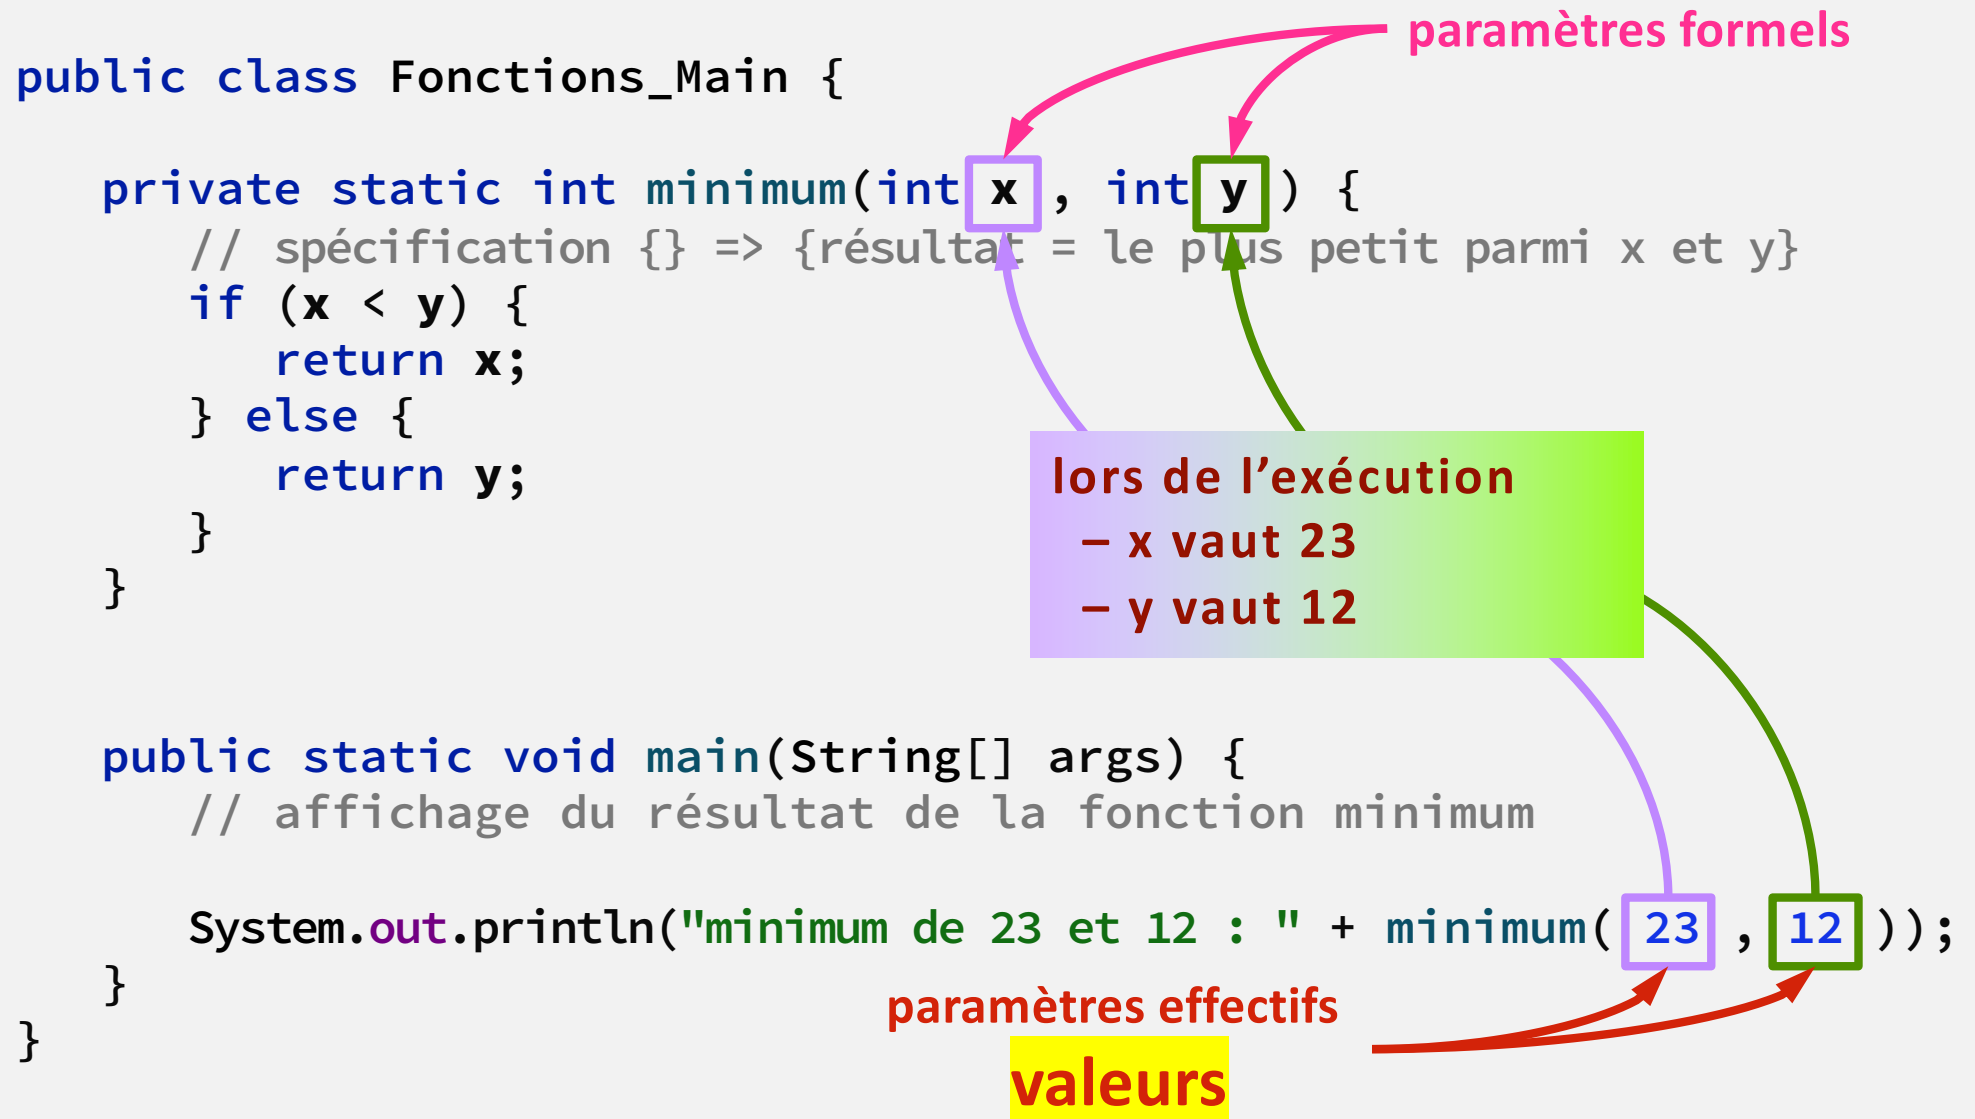 paramètres formels
public class Fonctions_Main {
private static int minimum(int x , int y ) {
// spécification {} => {résultat = le plus petit parmi x et y}
if (x < y) {
return x;
} else {
return y;
}
}
lors de l’exécution
– x vaut 23
– y vaut 12
public static void main(String[] args) {
// affichage du résultat de la fonction minimum
System.out.println("minimum de 23 et 12 : " + minimum( 23 , 12 ));
}
}
paramètres effectifs
valeurs